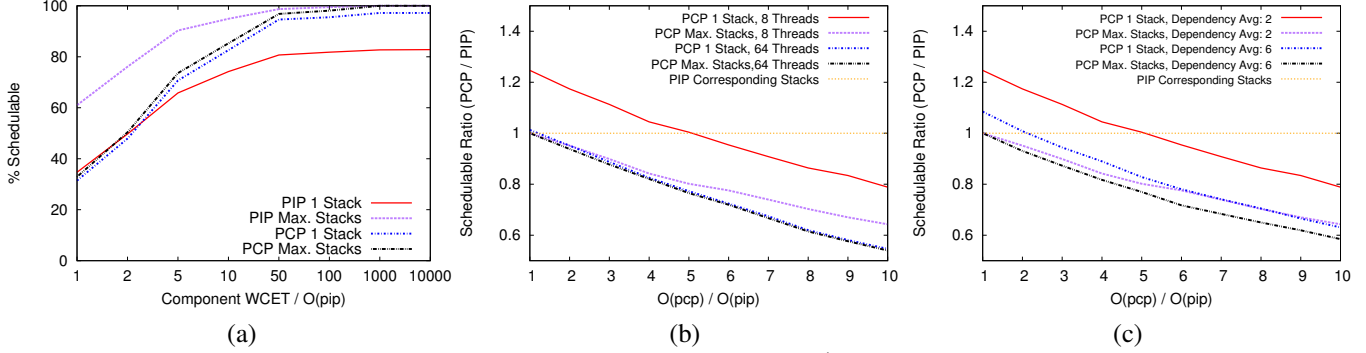 % Schedulable
100
80
60
40
20
0
PIP 1 Stack
PIP Max. Stacks
PCP 1 Stack
PCP Max. Stacks
1 2 5 10 50 100 1000 10000
Component WCET / O(pip)
(a)
Schedulable Ratio (PCP / PIP)
1.4
1.2
1
0.8
0.6
PCP 1 Stack, 8 Threads
PCP Max. Stacks, 8 Threads
PCP 1 Stack, 64 Threads
PCP Max. Stacks,64 Threads
PIP Corresponding Stacks
1 2 3 4 5 6 7 8 9 10
O(pcp) / O(pip)
(b)
Schedulable Ratio (PCP / PIP)
1.4
1.2
1
0.8
0.6
PCP 1 Stack, Dependency Avg: 2
PCP Max. Stacks, Dependency Avg: 2
PCP 1 Stack, Dependency Avg: 6
PCP Max. Stacks, Dependency Avg: 6
PIP Corresponding Stacks
1 2 3 4 5 6 7 8 9 10
O(pcp) / O(pip)
(c)